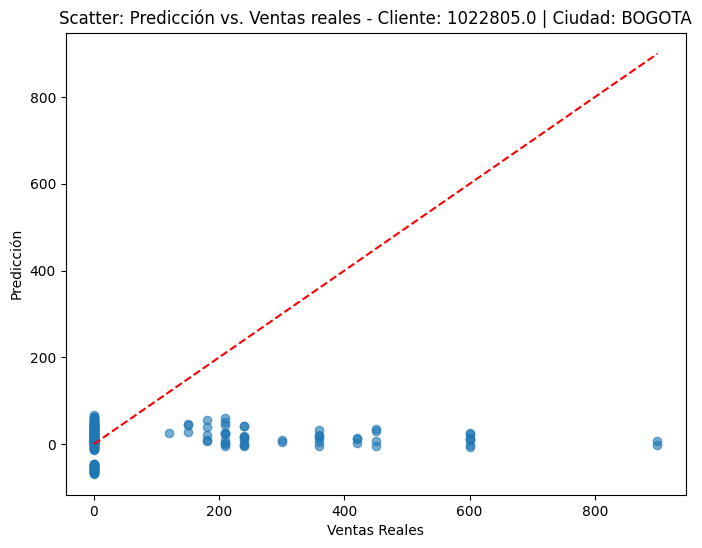 Scatter: Predicción vs. Ventas reales - Cliente: 1022805.0 | Ciudad: BOGOTA
800
600
400
200
0
Predicción
0 200 400 600 800
Ventas Reales